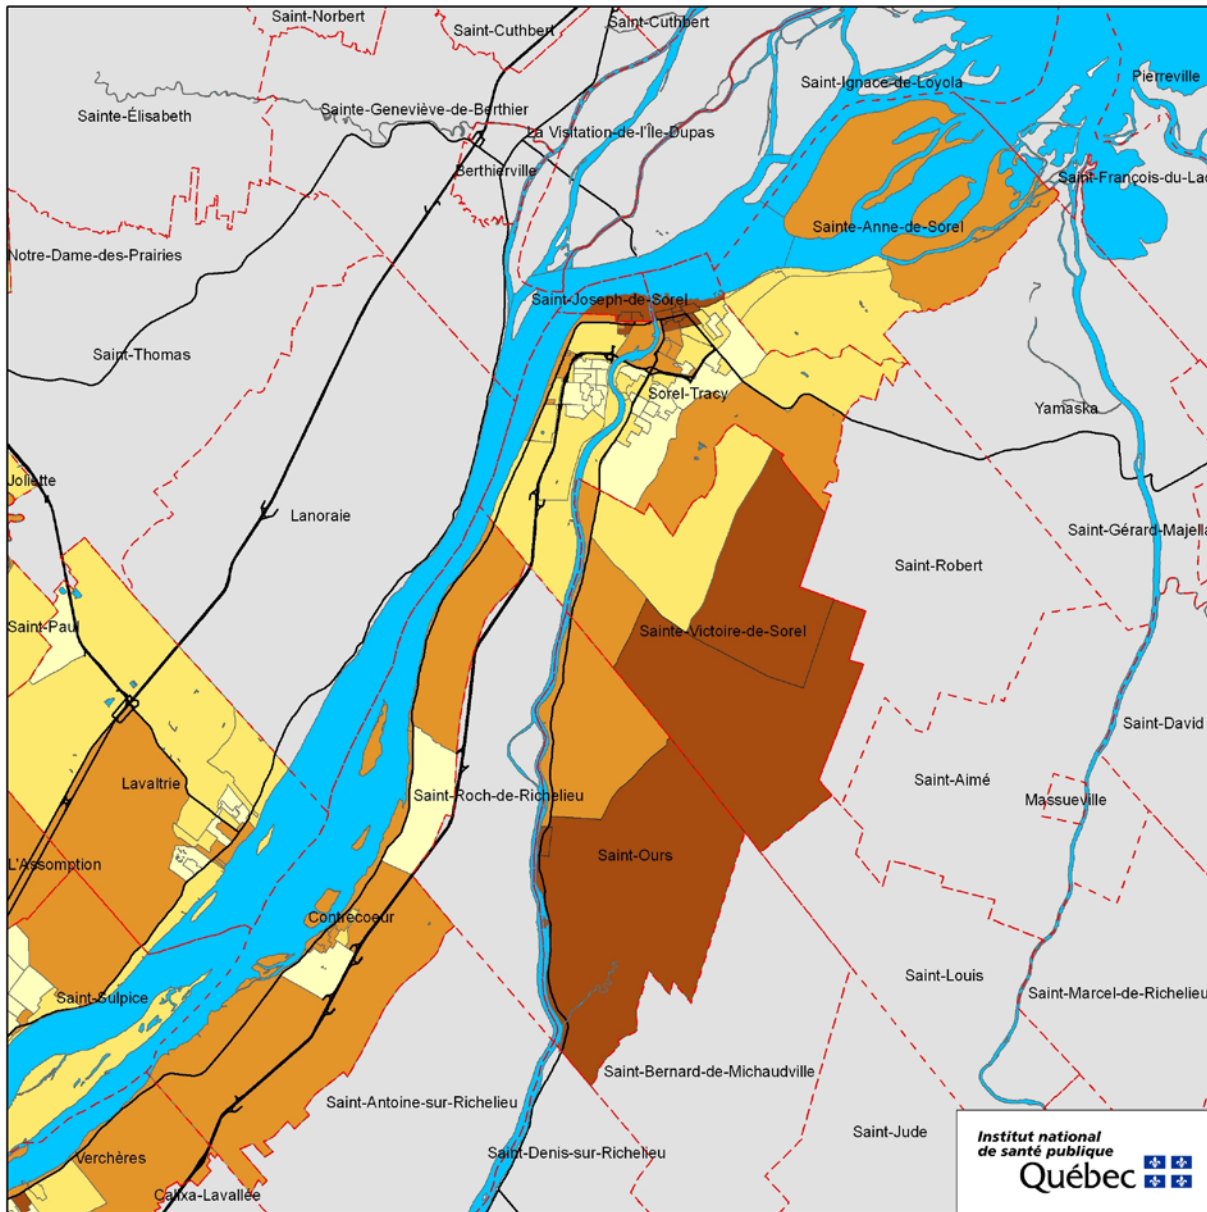 Saint-Norbert
Saint-Cuthbert
Saint-Cuthbert
Saint-Ignace-de-Loyola
Pierreville
Sainte-Élisabeth
Sainte-Geneviève-de-Berthier
La Visitation-de-l'Île-Dupas
Berthierville
Saint-François-du-Lac
Sainte-Anne-de-Sorel
Notre-Dame-des-Prairies
Saint-Joseph-de-Sorel
Saint-Thomas
Sorel-Tracy
Yamaska
Joliette
Lanoraie
Saint-Gérard-Majella
Saint-Robert
Saint-Paul
Sainte-Victoire-de-Sorel
Saint-David
Lavaltrie
Saint-Roch-de-Richelieu
Saint-Aimé
Massueville
L'Assomption
Saint-Ours
Contrecoeur
Saint-Louis
Saint-Sulpice
Saint-Marcel-de-Richelieu
Saint-Bernard-de-Michaudville
Saint-Antoine-sur-Richelieu
Saint-Jude
Saint-Denis-sur-Richelieu
Verchères
Calixa-Lavallée
Institut national
de santé publique
Québec